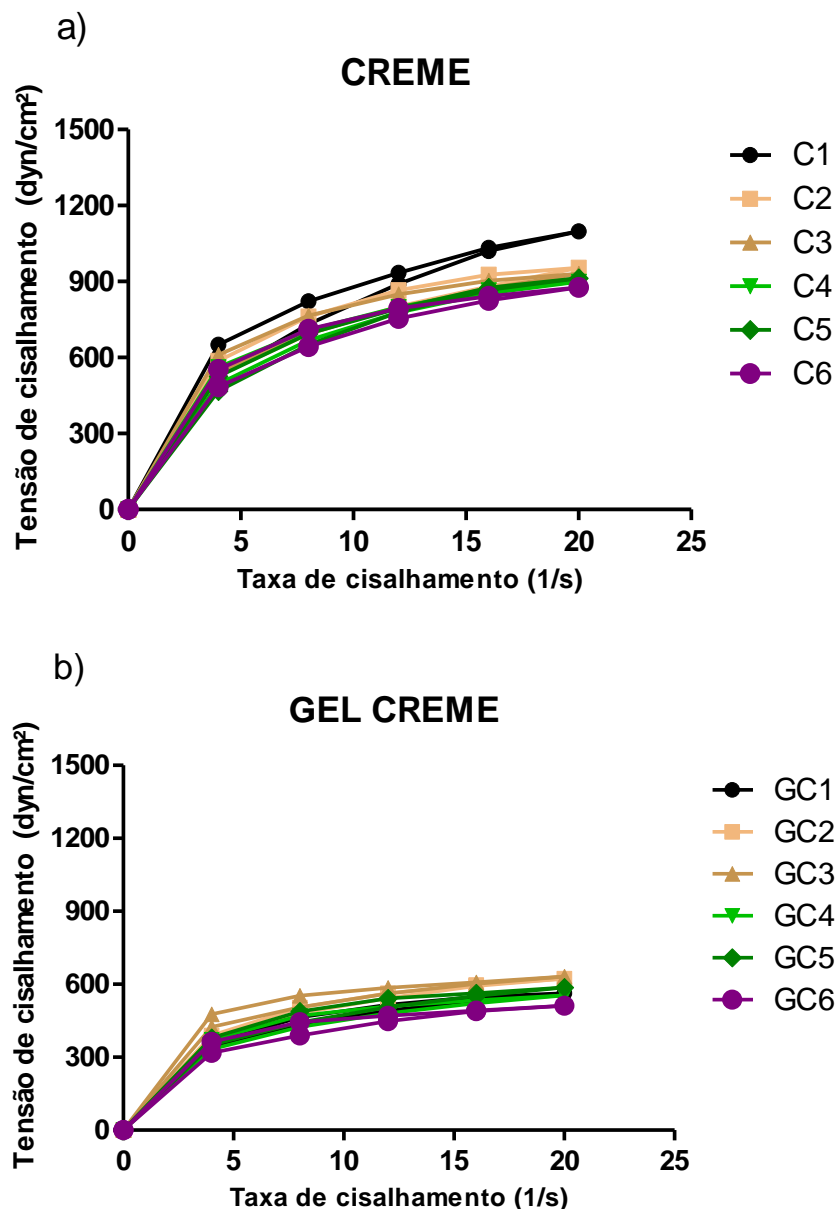 a)
CREME
Tensão de cisalhamento (dyn/cm²)
1500
1200
900
600
300
0
0 5 10 15 20 25
Taxa de cisalhamento (1/s)
C1
C2
C3
C4
C5
C6
b)
GEL CREME
Tensão de cisalhamento (dyn/cm²)
1500
1200
900
600
300
0
0 5 10 15 20 25
Taxa de cisalhamento (1/s)
GC1
GC2
GC3
GC4
GC5
GC6